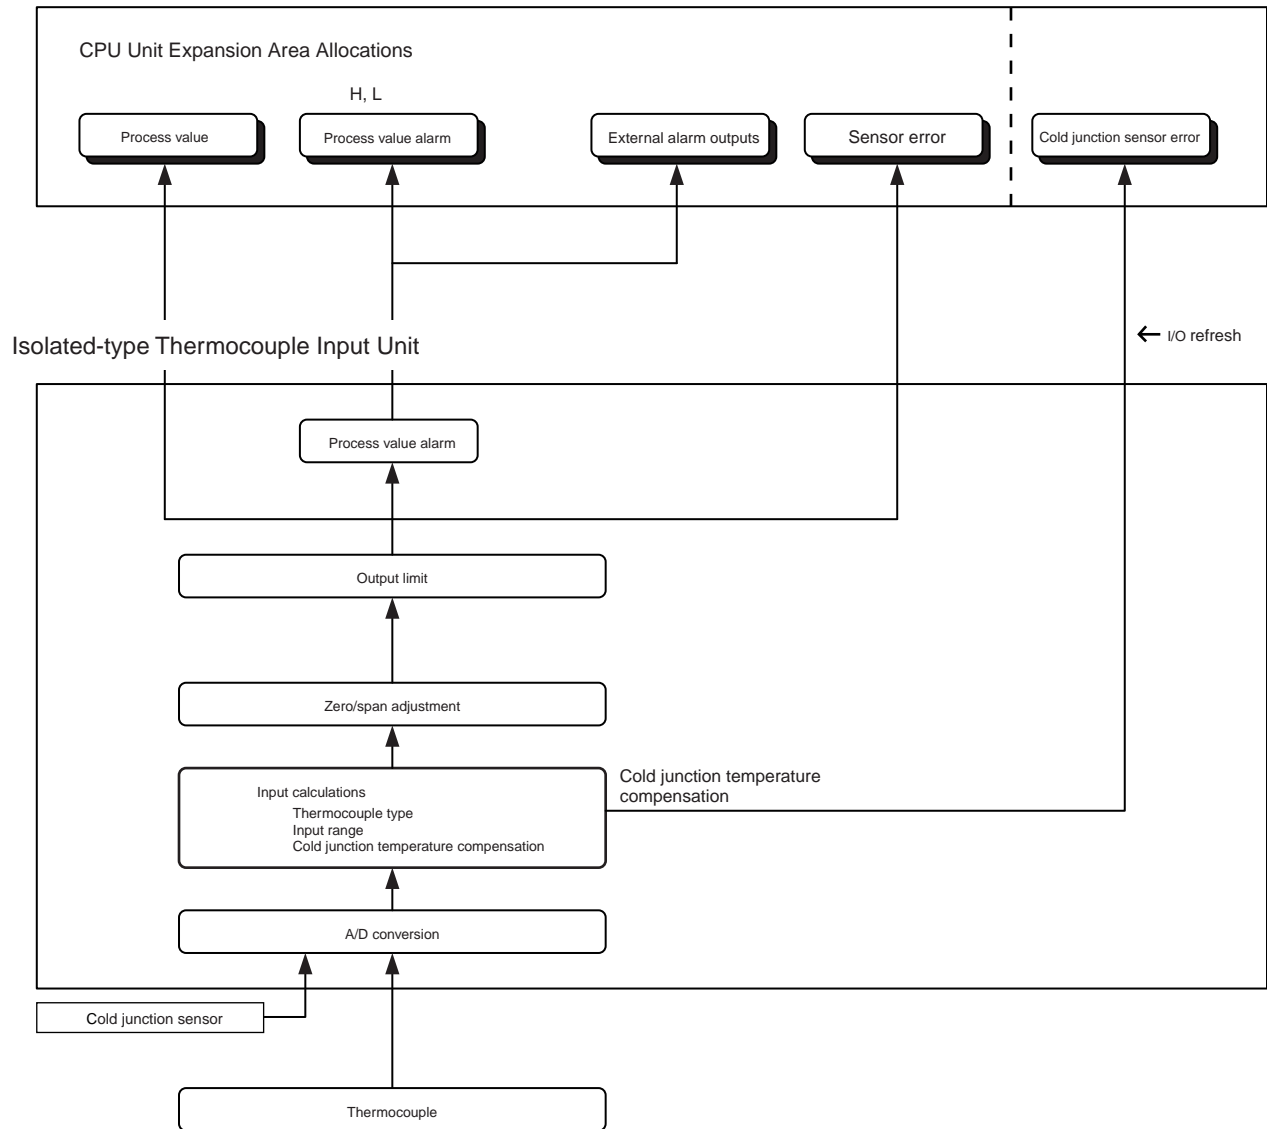 CPU Unit Expansion Area Allocations
H, L
Process value
Process value alarm
External alarm outputs
Sensor error
Cold junction sensor error
Isolated-type Thermocouple Input Unit
I/O refresh
Process value alarm
Output limit
Zero/span adjustment
Input calculations
Thermocouple type
Input range
Cold junction temperature compensation
Cold junction temperature
compensation
A/D conversion
Cold junction sensor
Thermocouple